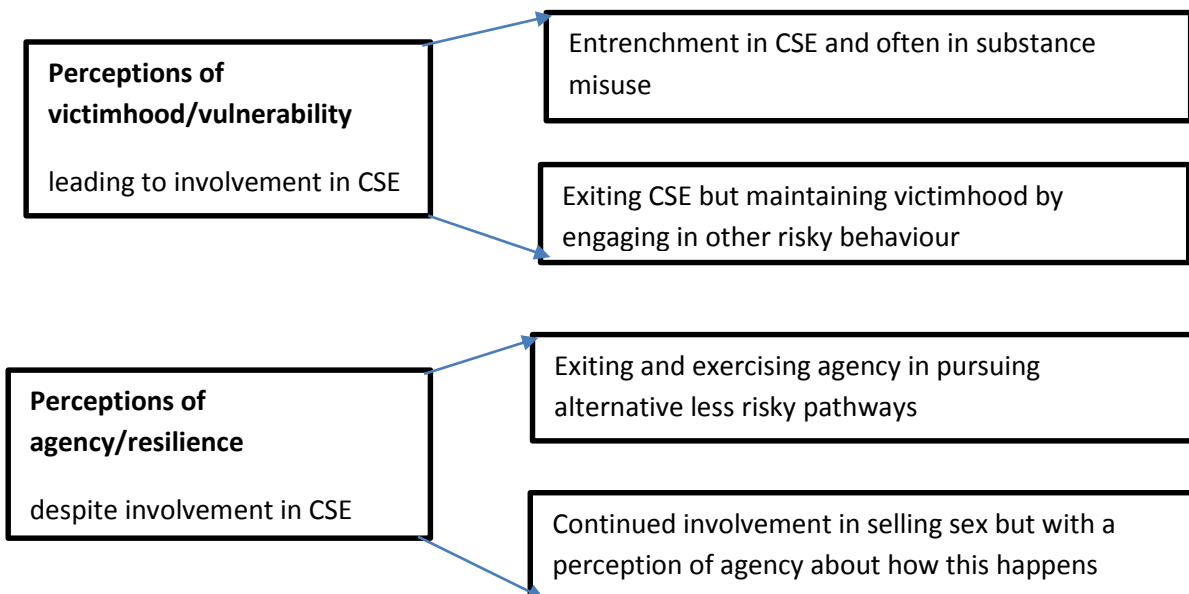 Perceptions of
victimhood/vulnerability
leading to involvement in CSE
Entrenchment in CSE and often in substance
misuse
Exiting CSE but maintaining victimhood by
engaging in other risky behaviour
Perceptions of
agency/resilience
despite involvement in CSE
Exiting and exercising agency in pursuing
alternative less risky pathways
Continued involvement in selling sex but with a
perception of agency about how this happens